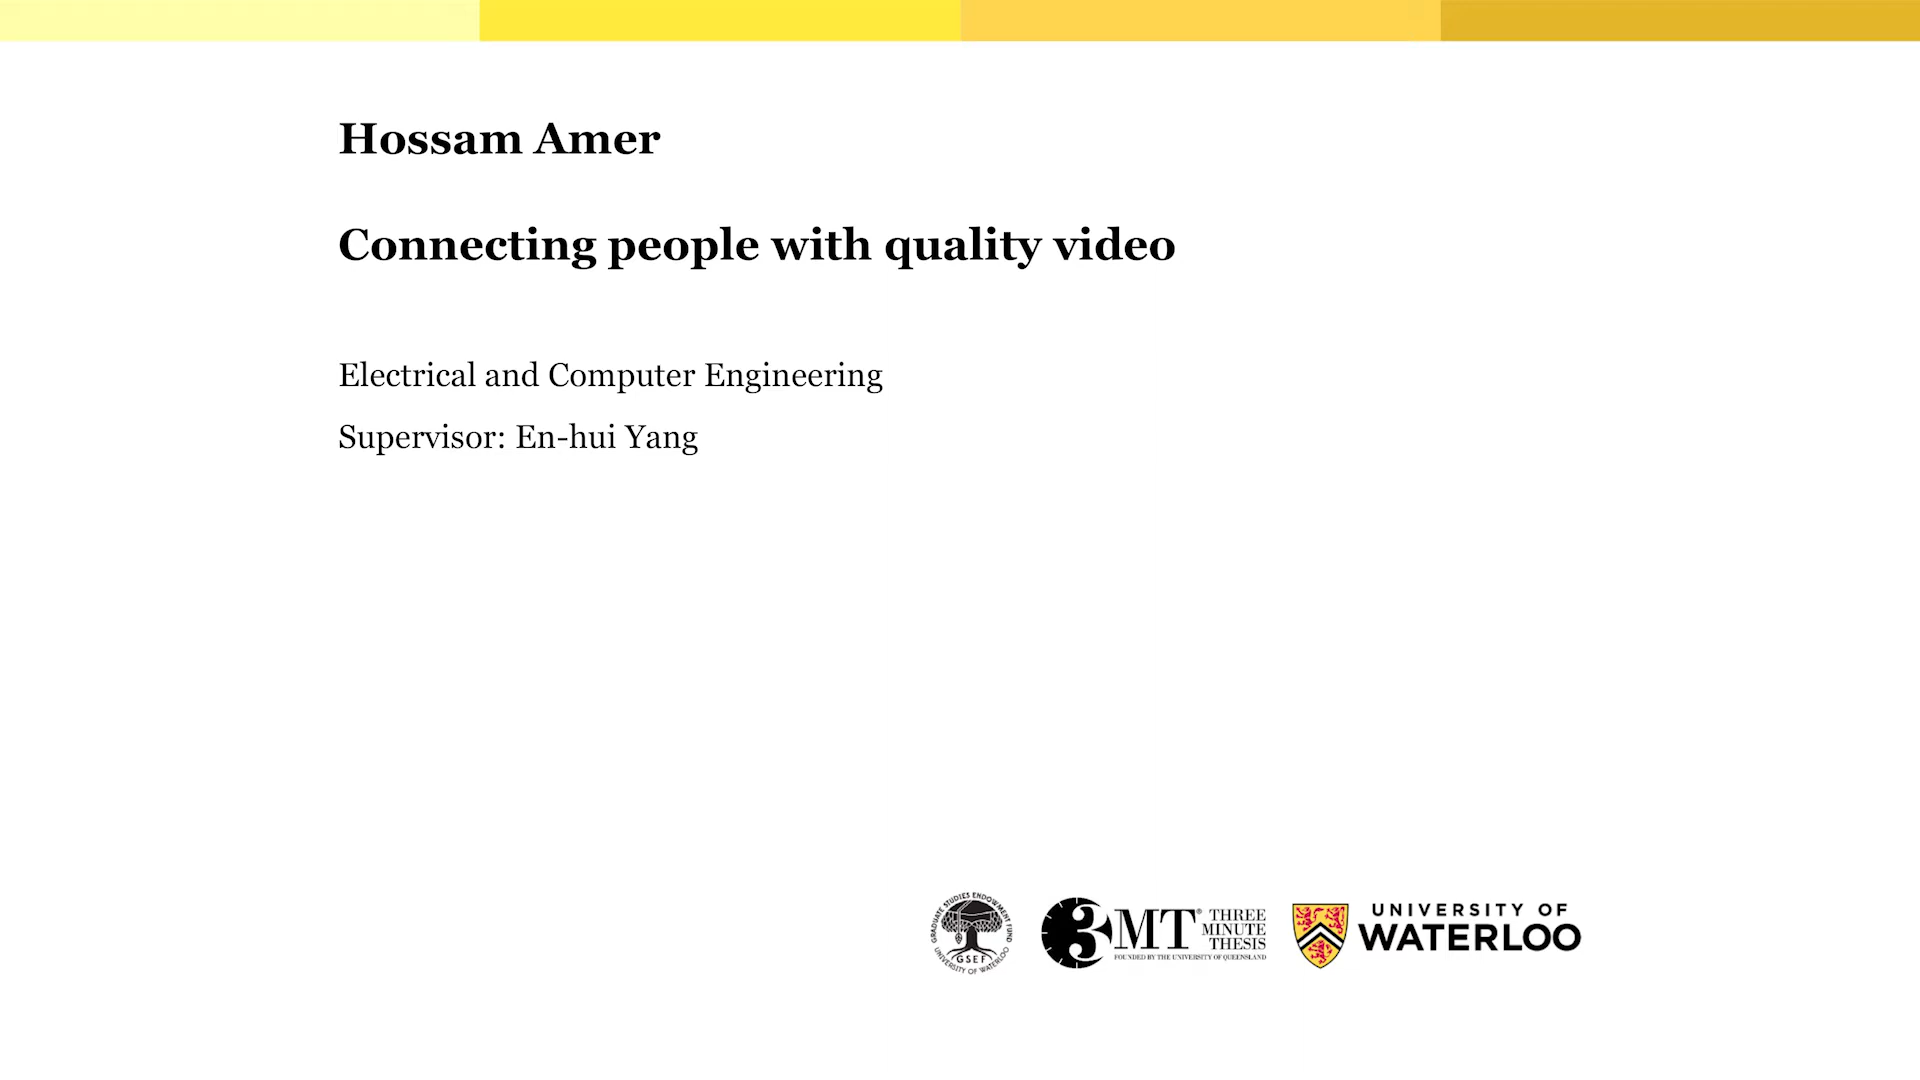 Hossam Amer
Connecting people with quality video
Electrical and Computer Engineering
Supervisor: En-hui Yang
GRADUATE STUDIES ENDOWMENT FUND
GSEF
UNIVERSITY OF WATERLOO
3MT® THREE
MINUTE
THESIS
FOUNDED BY THE UNIVERSITY OF QUEENSLAND
UNIVERSITY OF
WATERLOO